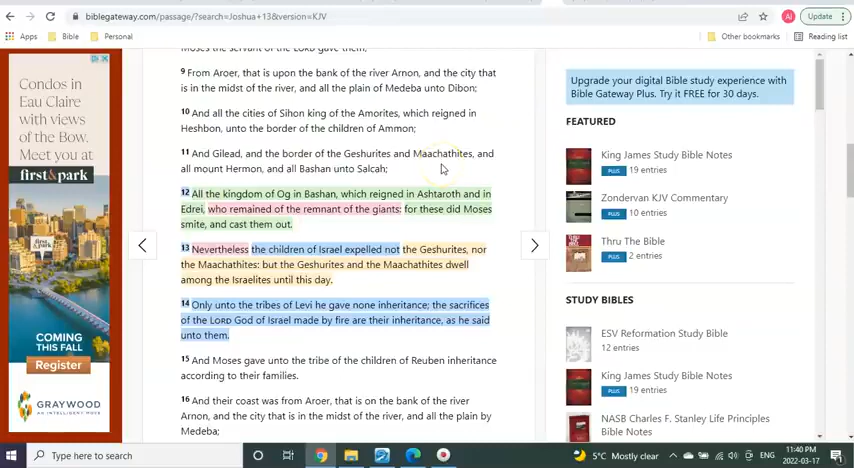 biblegateway.com/passage/?search=Joshua+13&version=KJV
Update
Apps
Bible
Personal
Other bookmarks
Reading list
Moses the servant of the LORD gave them;
9 From Aroer, that is upon the bank of the river Arnon, and the city that
is in the midst of the river, and all the plain of Medeba unto Dibon;
10 And all the cities of Sihon king of the Amorites, which reigned in
Heshbon, unto the border of the children of Ammon;
11 And Gilead, and the border of the Geshurites and Maachathites, and
all mount Hermon, and all Bashan unto Salcah;
12 All the kingdom of Og in Bashan, which reigned in Ashtaroth and in
Edrei, who remained of the remnant of the giants: for these did Moses
smite, and cast them out.
13 Nevertheless the children of Israel expelled not the Geshurites, nor
the Maachathites: but the Geshurites and the Maachathites dwell
among the Israelites until this day.
14 Only unto the tribes of Levi he gave none inheritance; the sacrifices
of the LORD God of Israel made by fire are their inheritance, as he said
unto them.
15 And Moses gave unto the tribe of the children of Reuben inheritance
according to their families.
16 And their coast was from Aroer, that is on the bank of the river
Arnon, and the city that is in the midst of the river, and all the plain by
Medeba;
Condos in
Eau Claire
with views
of the Bow.
Meet you at
first&park
first
&park
COMING
THIS FALL
Register
GRAYWOOD
Upgrade your digital Bible study experience with
Bible Gateway Plus. Try it FREE for 30 days.
FEATURED
King James Study Bible Notes
PLUS 19 entries
Zondervan KJV Commentary
PLUS 10 entries
Thru The Bible
PLUS 2 entries
STUDY BIBLES
ESV Reformation Study Bible
12 entries
King James Study Bible Notes
PLUS 19 entries
NASB Charles F. Stanley Life Principles
Bible Notes
Type here to search
5°C Mostly clear
ENG
11:40 PM
2022-03-17